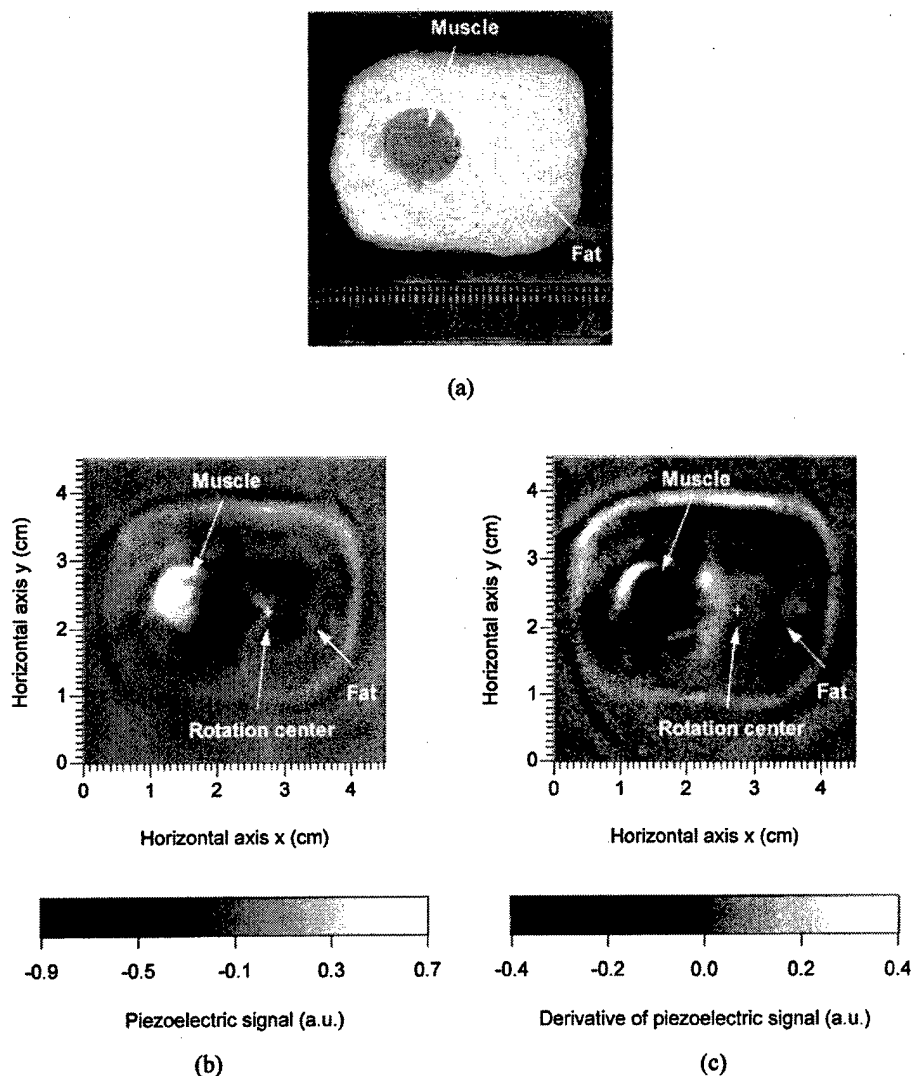 Muscle
Fat
(a)
Muscle
Fat
Rotation center
4
3
2
1
0
0 1 2 3 4
Horizontal axis y (cm)
Horizontal axis x (cm)
-0.9 -0.5 -0.1 0.3 0.7
Piezoelectric signal (a.u.)
(b)
Muscle
Fat
Rotation center
4
3
2
1
0
0 1 2 3 4
Horizontal axis y (cm)
Horizontal axis x (cm)
-0.4 -0.2 0.0 0.2 0.4
Derivative of piezoelectric signal (a.u.)
(c)